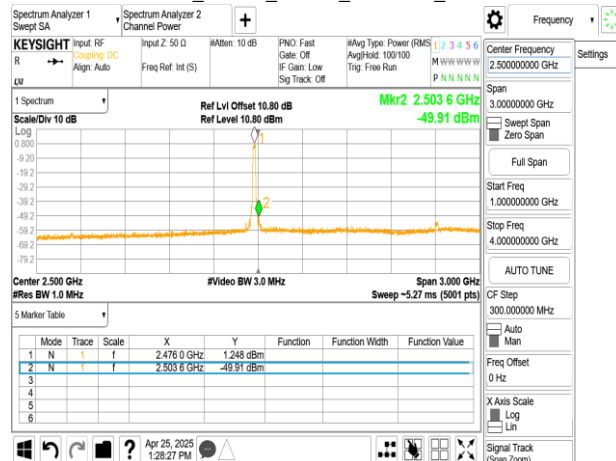 Spectrum Analyzer 1
Swept SA
Spectrum Analyzer 2
Channel Power
+
Frequency
Settings
KEYSIGHT
R
LXI
Input: RF
Coupling: DC
Align: Auto
Input Z: 50 Ω
Freq Ref: Int (S)
#Atten: 10 dB
PNO: Fast
Gate: Off
IF Gain: Low
Sig Track: Off
#Avg Type: Power (RMS
Avg|Hold: 100/100
Trig: Free Run
1 2 3 4 5 6
M W W W W W
P N N N N N
1 Spectrum
Scale/Div 10 dB
Ref Lvl Offset 10.80 dB
Ref Level 10.80 dBm
Mkr2 2.503 6 GHz
-49.91 dBm
Log
0.800
-9.20
-19.2
-29.2
-39.2
-49.2
-59.2
-69.2
-79.2
1
2
Center 2.500 GHz
#Res BW 1.0 MHz
#Video BW 3.0 MHz
Span 3.000 GHz
Sweep ~5.27 ms (5001 pts)
5 Marker Table
Mode Trace Scale X Y Function Function Width Function Value
1 N 1 f 2.476 0 GHz 1.248 dBm
2 N 1 f 2.503 6 GHz -49.91 dBm
3
4
5
6
Apr 25, 2025
1:28:27 PM
Center Frequency
2.500000000 GHz
Span
3.00000000 GHz
Swept Span
Zero Span
Full Span
Start Freq
1.000000000 GHz
Stop Freq
4.000000000 GHz
AUTO TUNE
CF Step
300.000000 MHz
Auto
Man
Freq Offset
0 Hz
X Axis Scale
Log
Lin
Signal Track
(Span Zoom)